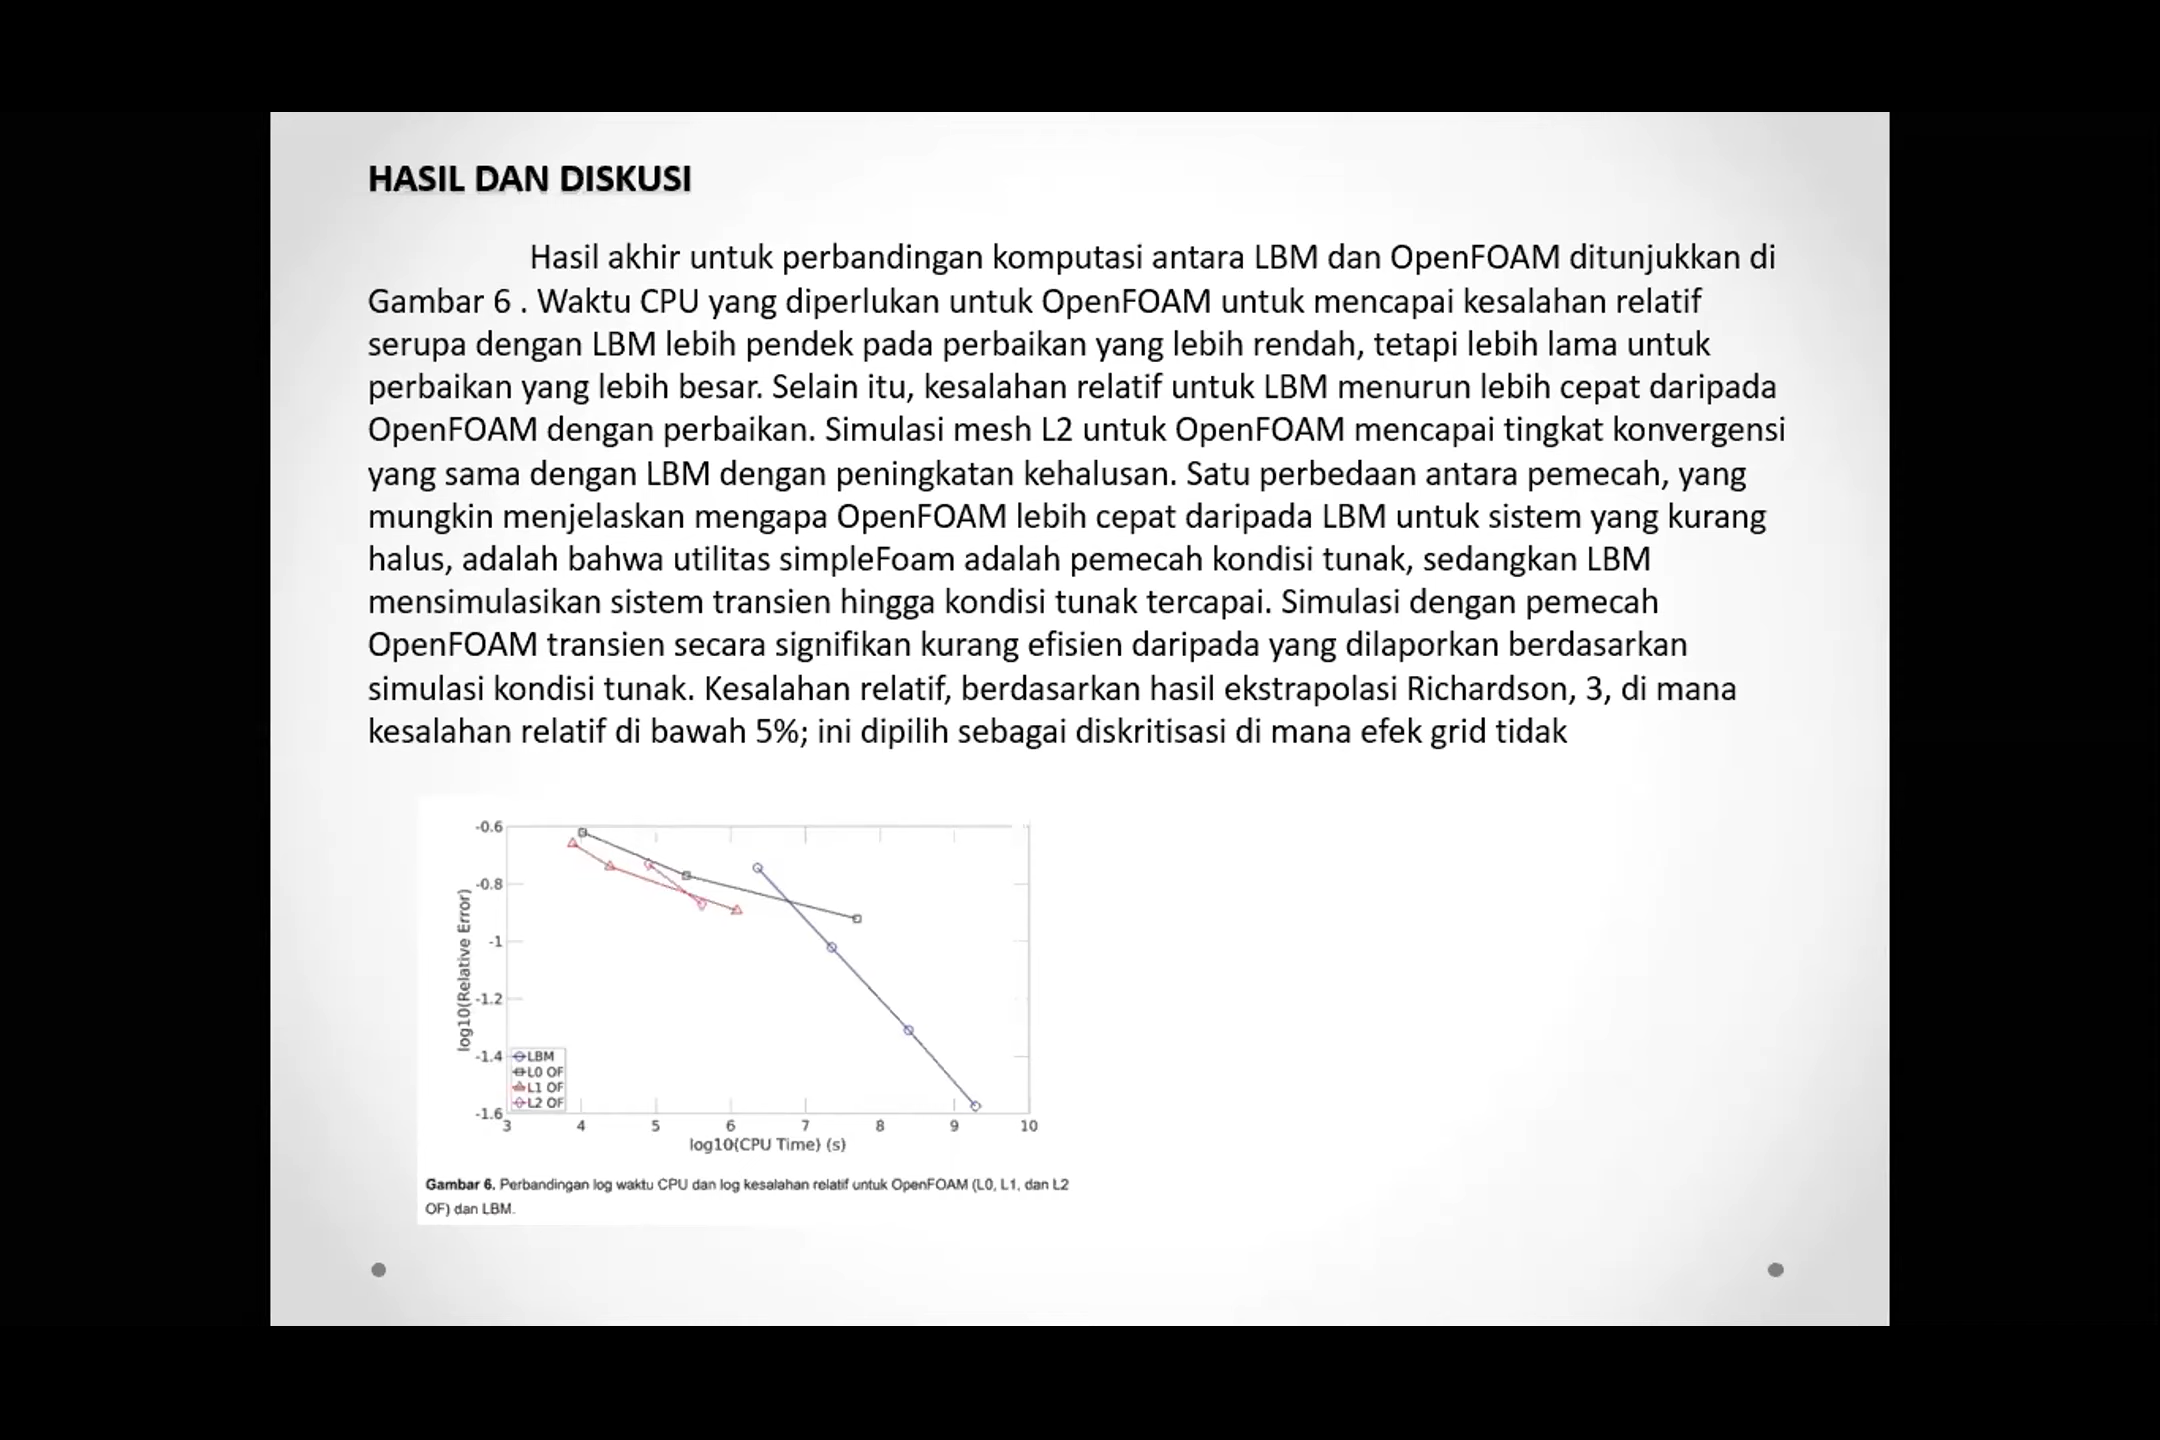 HASIL DAN DISKUSI
Hasil akhir untuk perbandingan komputasi antara LBM dan OpenFOAM ditunjukkan di
Gambar 6 . Waktu CPU yang diperlukan untuk OpenFOAM untuk mencapai kesalahan relatif
serupa dengan LBM lebih pendek pada perbaikan yang lebih rendah, tetapi lebih lama untuk
perbaikan yang lebih besar. Selain itu, kesalahan relatif untuk LBM menurun lebih cepat daripada
OpenFOAM dengan perbaikan. Simulasi mesh L2 untuk OpenFOAM mencapai tingkat konvergensi
yang sama dengan LBM dengan peningkatan kehalusan. Satu perbedaan antara pemecah, yang
mungkin menjelaskan mengapa OpenFOAM lebih cepat daripada LBM untuk sistem yang kurang
halus, adalah bahwa utilitas simpleFoam adalah pemecah kondisi tunak, sedangkan LBM
mensimulasikan sistem transien hingga kondisi tunak tercapai. Simulasi dengan pemecah
OpenFOAM transien secara signifikan kurang efisien daripada yang dilaporkan berdasarkan
simulasi kondisi tunak. Kesalahan relatif, berdasarkan hasil ekstrapolasi Richardson, 3, di mana
kesalahan relatif di bawah 5%; ini dipilih sebagai diskritisasi di mana efek grid tidak
-0.6
-0.8
-1
-1.2
-1.4
-1.6
log10(Relative Error)
LBM
L0 OF
L1 OF
L2 OF
3 4 5 6 7 8 9 10
log10(CPU Time) (s)
Gambar 6. Perbandingan log waktu CPU dan log kesalahan relatif untuk OpenFOAM (L0, L1, dan L2
OF) dan LBM.